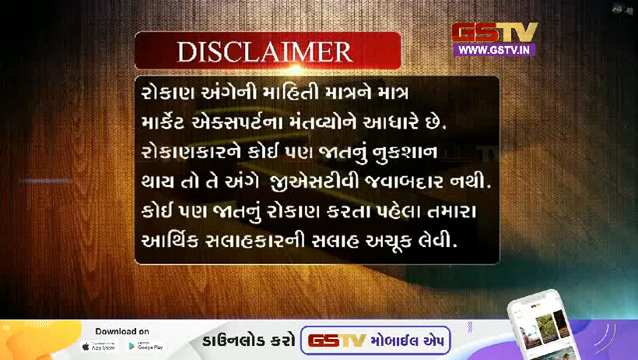 GSTV
WWW.GSTV.IN
DISCLAIMER
રોકાણ અંગેની માહિતી માત્રને માત્ર
માર્કેટ એક્સપર્ટના મંતવ્યોને આધારે છે.
રોકાણકારને કોઈ પણ જાતનું નુકશાન
થાય તો તે અંગે જીએસટીવી જવાબદાર નથી.
કોઈ પણ જાતનું રોકાણ કરતા પહેલા તમારા
આર્થિક સલાહકારની સલાહ અચૂક લેવી.
Download on
App Store
Google Play
ડાઉનલોડ કરો GSTV મોબાઈલ એપ